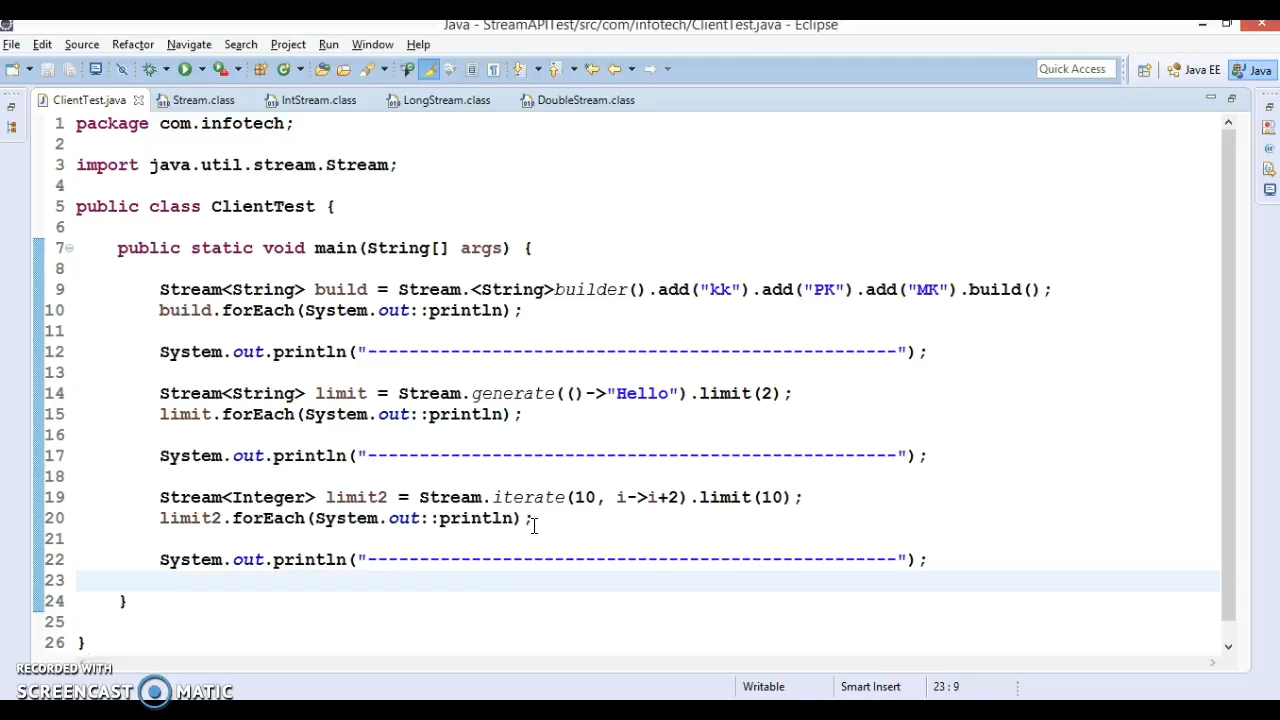 Java - StreamAPITest/src/com/infotech/ClientTest.java - Eclipse
File Edit Source Refactor Navigate Search Project Run Window Help
Quick Access Java EE Java
ClientTest.java Stream.class IntStream.class LongStream.class DoubleStream.class
1 package com.infotech;
2
3 import java.util.stream.Stream;
4
5 public class ClientTest {
6
7 public static void main(String[] args) {
8
9 Stream<String> build = Stream.<String>builder().add("kk").add("PK").add("MK").build();
10 build.forEach(System.out::println);
11
12 System.out.println("---------------------------------------------------");
13
14 Stream<String> limit = Stream.generate(()->"Hello").limit(2);
15 limit.forEach(System.out::println);
16
17 System.out.println("---------------------------------------------------");
18
19 Stream<Integer> limit2 = Stream.iterate(10, i->i+2).limit(10);
20 limit2.forEach(System.out::println);
21
22 System.out.println("---------------------------------------------------");
23
24 }
25
26 }
RECORDED WITH
SCREENCAST MATIC
Writable Smart Insert 23 : 9